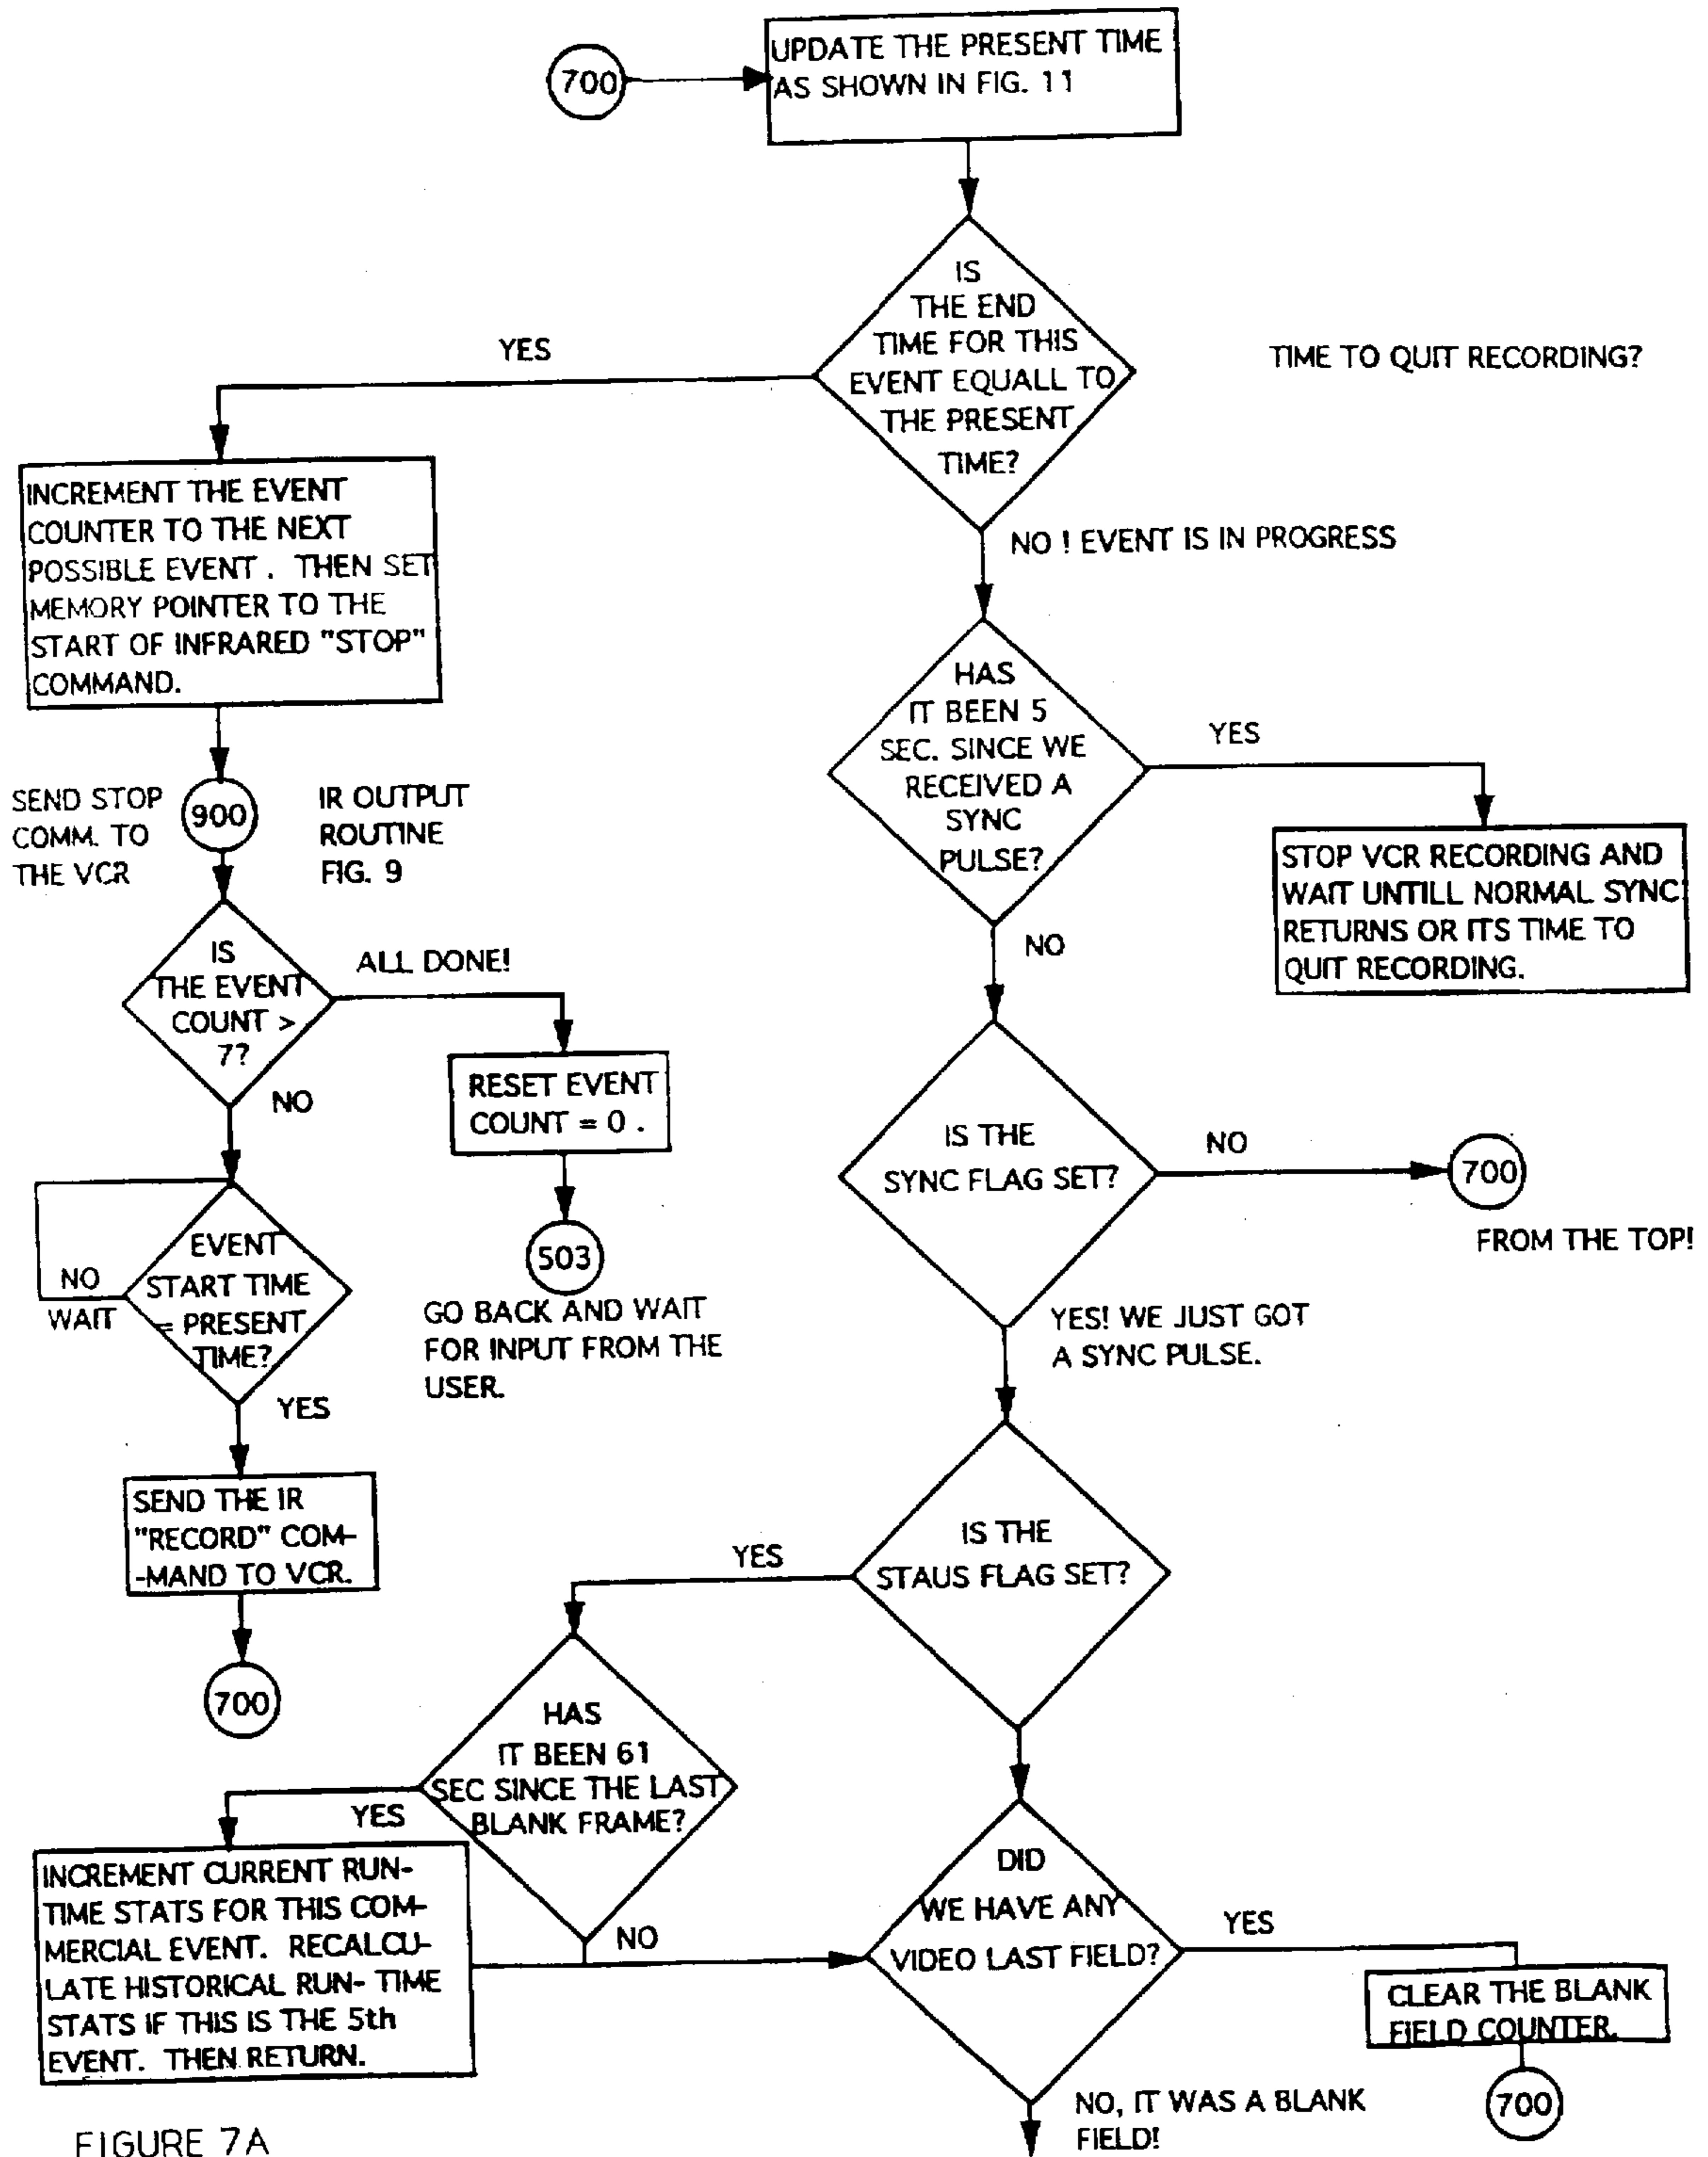 700
UPDATE THE PRESENT TIME
AS SHOWN IN FIG. 11
IS
THE END
TIME FOR THIS
EVENT EQUALL TO
THE PRESENT
TIME?
TIME TO QUIT RECORDING?
YES
NO ! EVENT IS IN PROGRESS
INCREMENT THE EVENT
COUNTER TO THE NEXT
POSSIBLE EVENT . THEN SET
MEMORY POINTER TO THE
START OF INFRARED "STOP"
COMMAND.
SEND STOP
COMM. TO
THE VCR
900
IR OUTPUT
ROUTINE
FIG. 9
HAS
IT BEEN 5
SEC. SINCE WE
RECEIVED A
SYNC
PULSE?
YES
STOP VCR RECORDING AND
WAIT UNTILL NORMAL SYNC
RETURNS OR ITS TIME TO
QUIT RECORDING.
NO
IS
THE EVENT
COUNT >
7?
ALL DONE!
NO
RESET EVENT
COUNT = 0 .
503
GO BACK AND WAIT
FOR INPUT FROM THE
USER.
EVENT
START TIME
= PRESENT
TIME?
NO
WAIT
YES
SEND THE IR
"RECORD" COM-
-MAND TO VCR.
700
IS THE
SYNC FLAG SET?
NO
700
FROM THE TOP!
YES! WE JUST GOT
A SYNC PULSE.
IS THE
STAUS FLAG SET?
YES
HAS
IT BEEN 61
SEC SINCE THE LAST
BLANK FRAME?
YES
NO
INCREMENT CURRENT RUN-
TIME STATS FOR THIS COM-
MERCIAL EVENT. RECALCU-
LATE HISTORICAL RUN- TIME
STATS IF THIS IS THE 5th
EVENT. THEN RETURN.
DID
WE HAVE ANY
VIDEO LAST FIELD?
YES
CLEAR THE BLANK
FIELD COUNTER.
700
NO, IT WAS A BLANK
FIELD!
FIGURE 7A